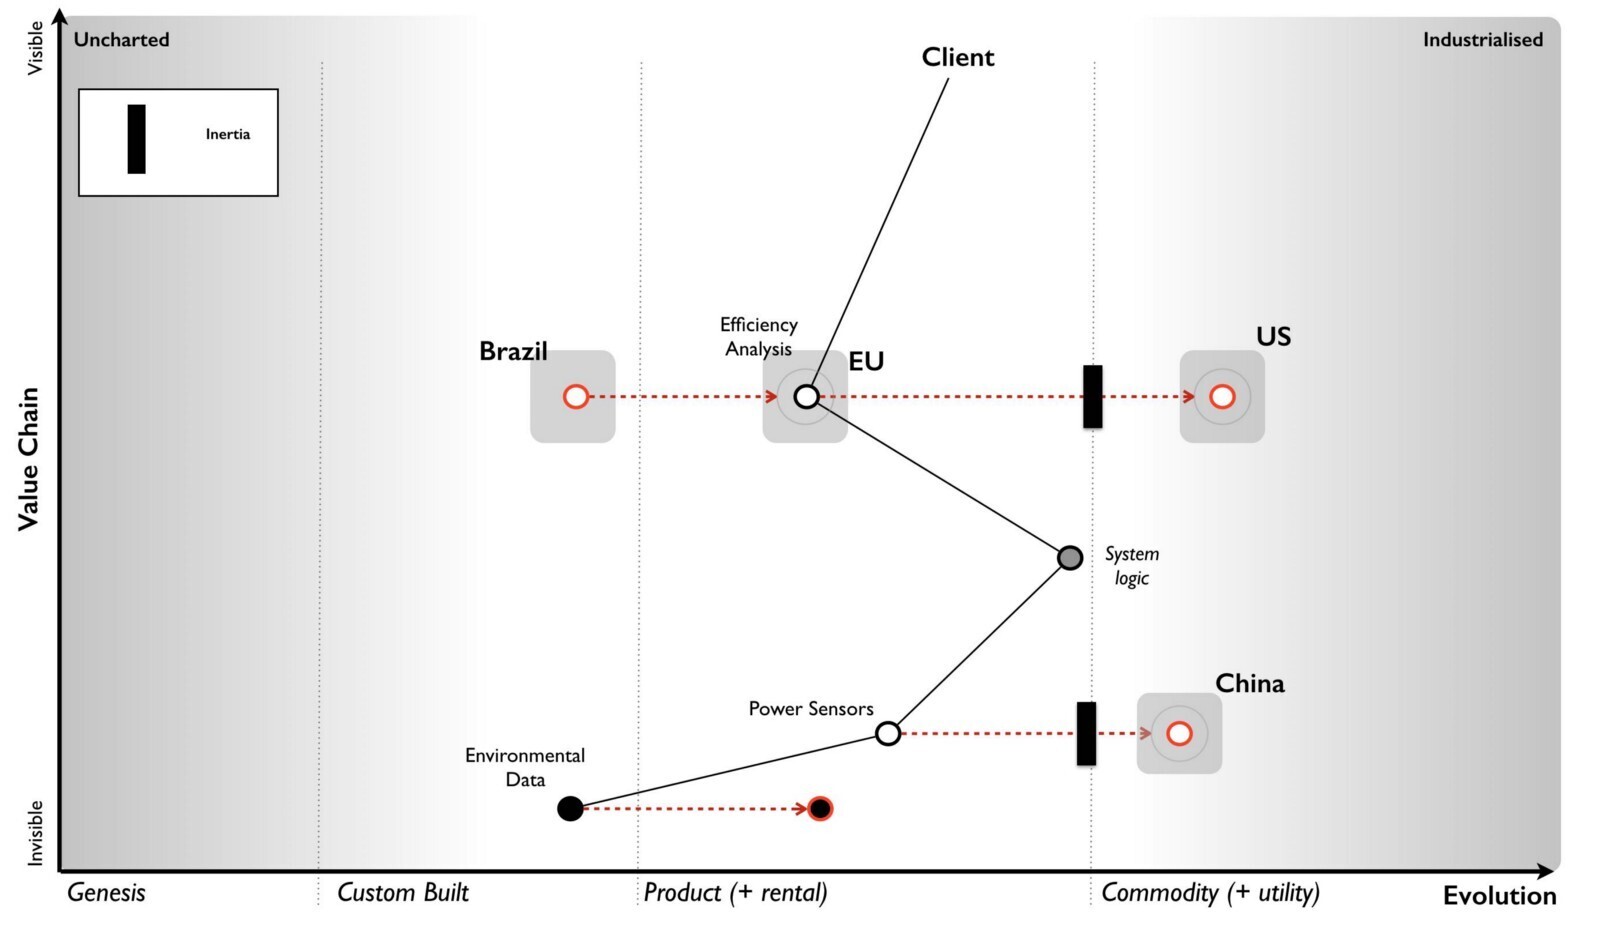 Visible
Uncharted
Client
Industrialised
Inertia
Efficiency
Analysis
Brazil
EU
US
Value Chain
System
logic
China
Power Sensors
Environmental
Data
Invisible
Genesis
Custom Built
Product (+ rental)
Commodity (+ utility)
Evolution